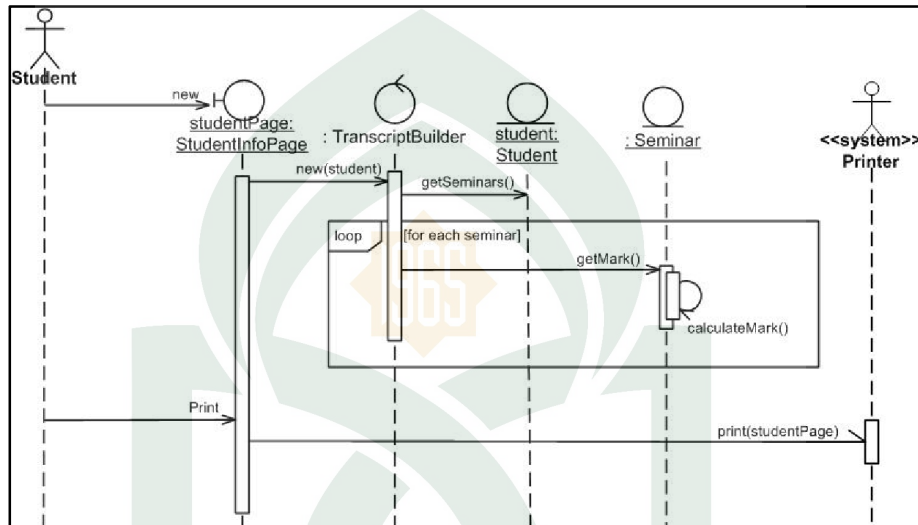 Student
new
studentPage:
StudentInfoPage
: TranscriptBuilder
student:
Student
: Seminar
<<system>>
Printer
new(student)
getSeminars()
loop
[for each seminar]
getMark()
calculateMark()
Print
print(studentPage)
1965